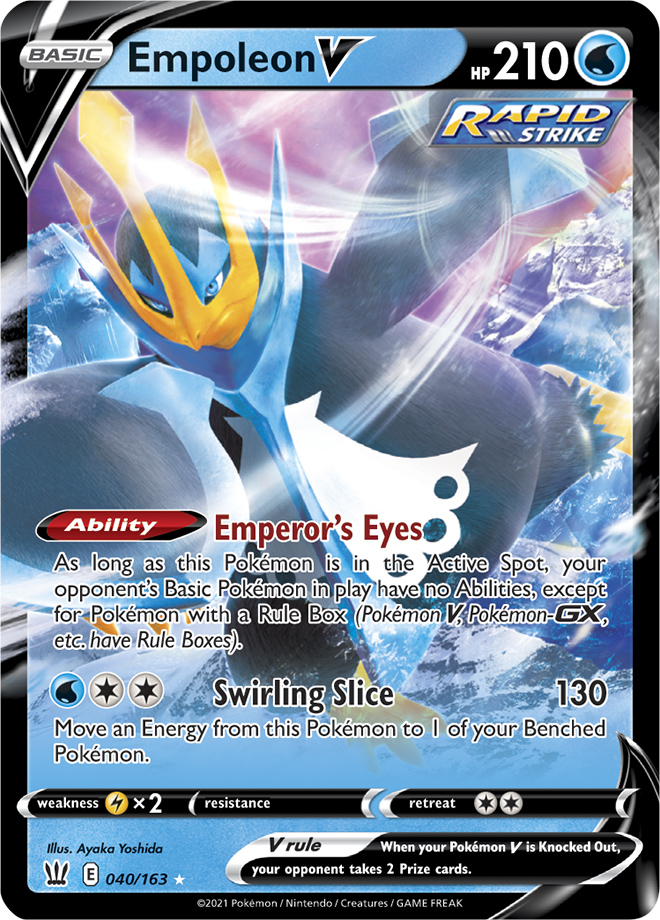 BASIC
Empoleon V
HP 210
RAPID
STRIKE
Ability Emperor's Eyes
As long as this Pokémon is in the Active Spot, your
opponent's Basic Pokémon in play have no Abilities, except
for Pokémon with a Rule Box (Pokémon V, Pokémon-GX,
etc. have Rule Boxes).
Swirling Slice 130
Move an Energy from this Pokémon to 1 of your Benched
Pokémon.
weakness ×2 resistance retreat
Illus. Ayaka Yoshida
V rule When your Pokémon V is Knocked Out,
your opponent takes 2 Prize cards.
E 040/163
©2021 Pokémon / Nintendo / Creatures / GAME FREAK